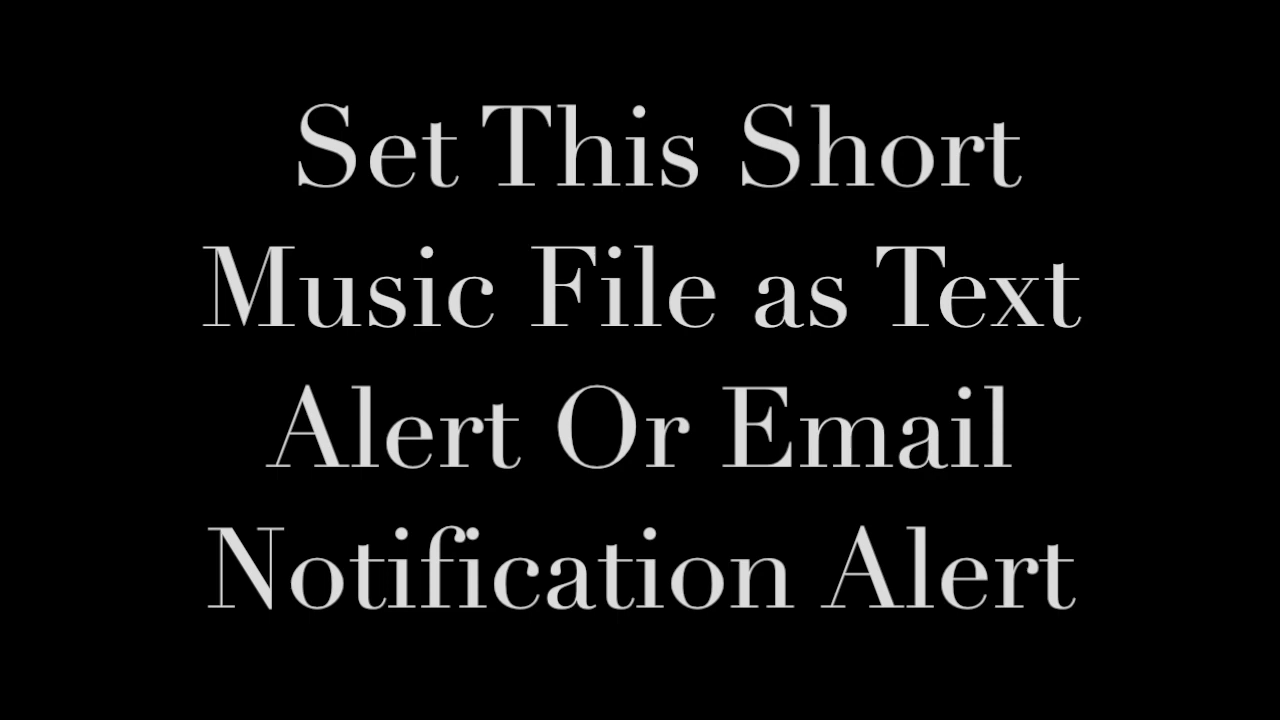 Set This Short
Music File as Text
Alert Or Email
Notification Alert